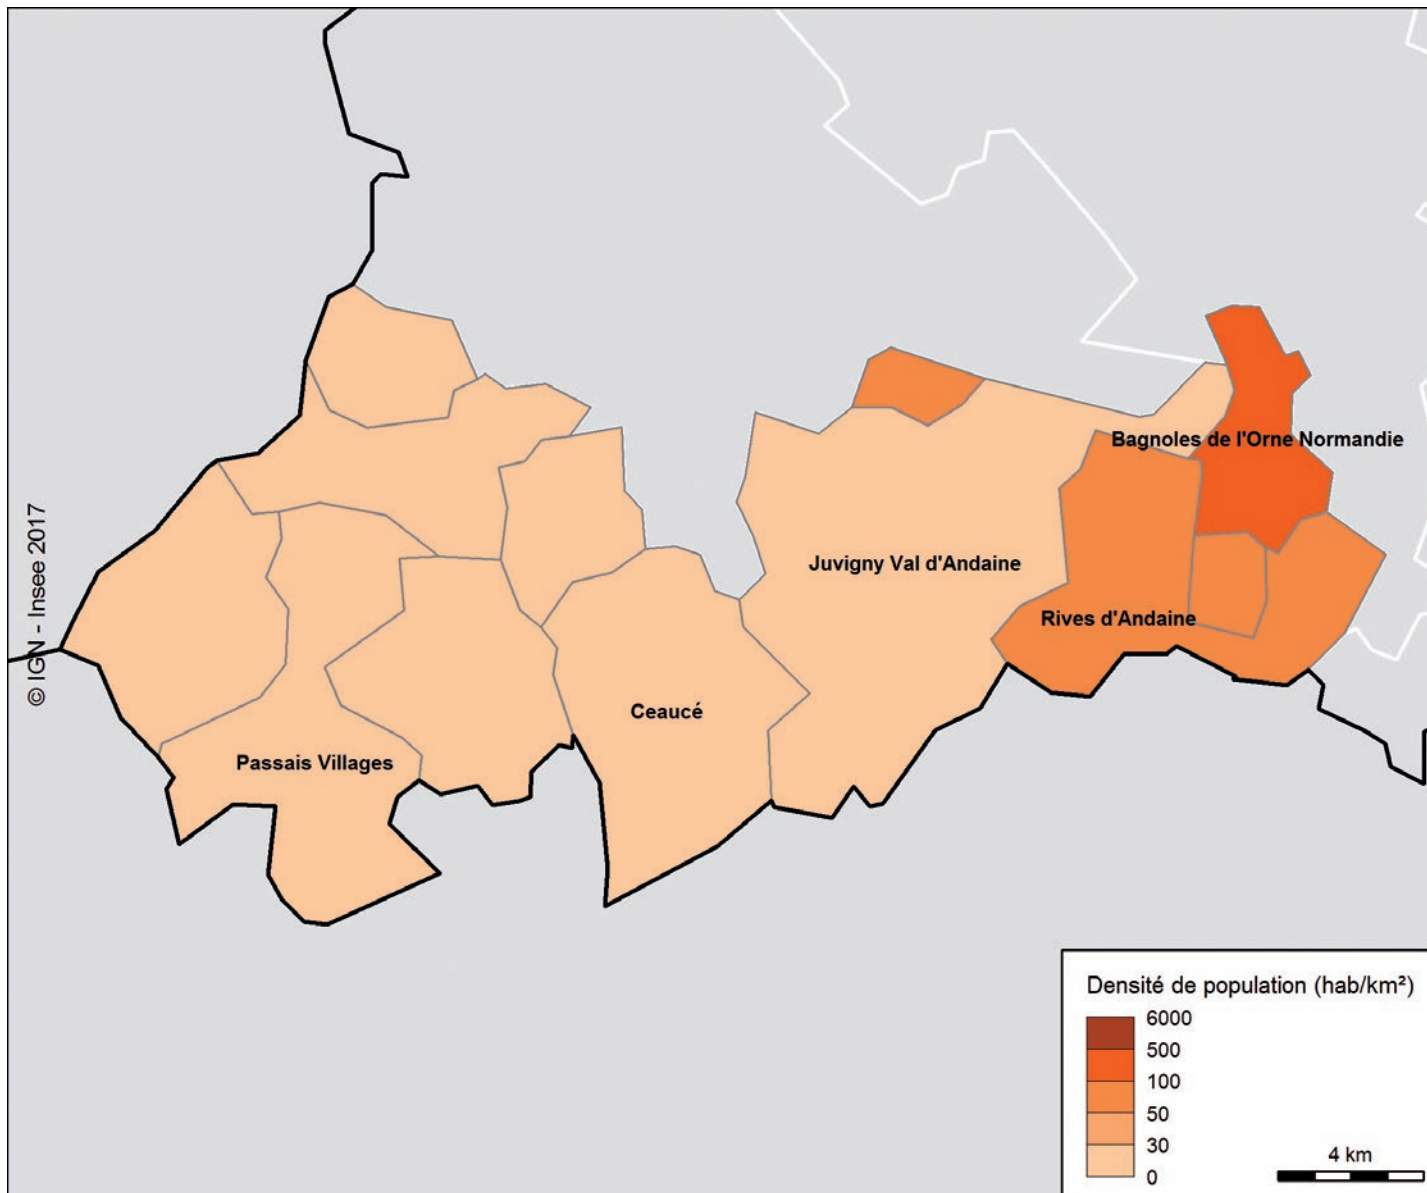 Bagnoles de l'Orne Normandie
Juvigny Val d'Andaine
Rives d'Andaine
Ceaucé
Passais Villages
© IGN - Insee 2017
Densité de population (hab/km²)
6000
500
100
50
30
0
4 km